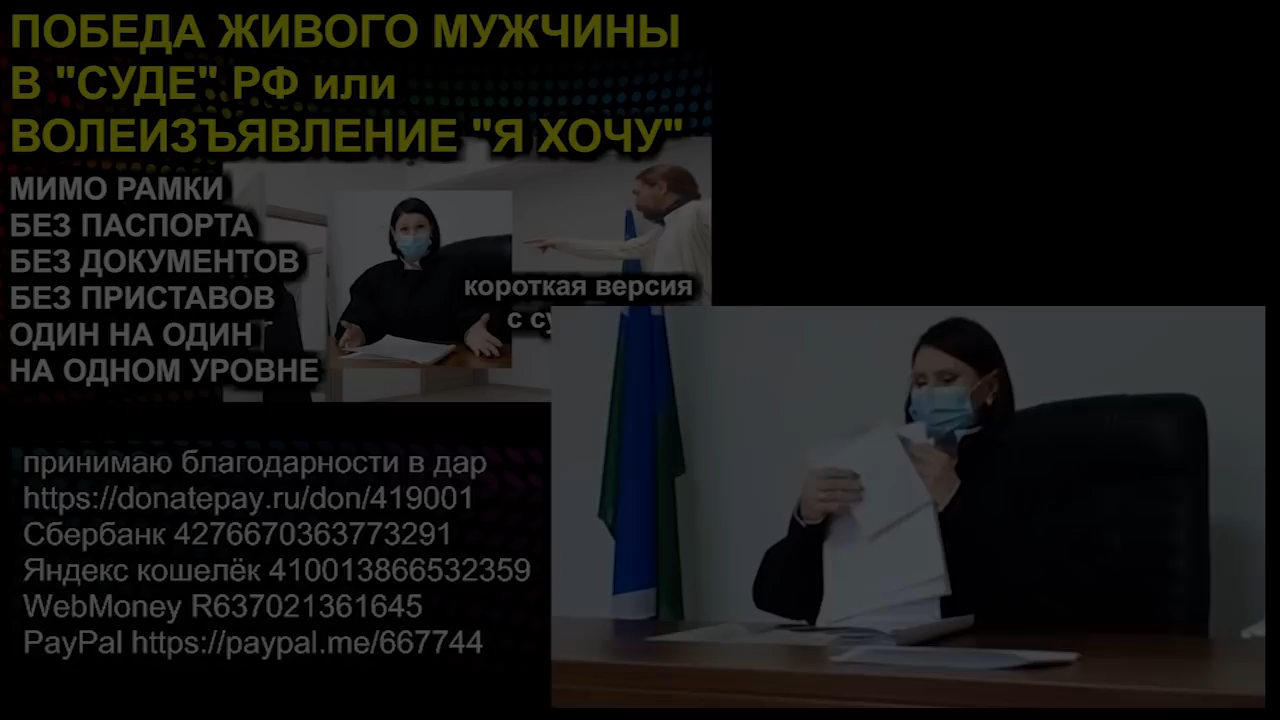 ПОБЕДА ЖИВОГО МУЖЧИНЫ
В "СУДЕ" РФ или
ВОЛЕИЗЪЯВЛЕНИЕ "Я ХОЧУ"
МИМО РАМКИ
БЕЗ ПАСПОРТА
БЕЗ ДОКУМЕНТОВ
БЕЗ ПРИСТАВОВ
ОДИН НА ОДИН
НА ОДНОМ УРОВНЕ
короткая версия
с
принимаю благодарности в дар
https://donatepay.ru/don/419001
Сбербанк 4276670363773291
Яндекс кошелёк 410013866532359
WebMoney R637021361645
PayPal https://paypal.me/667744